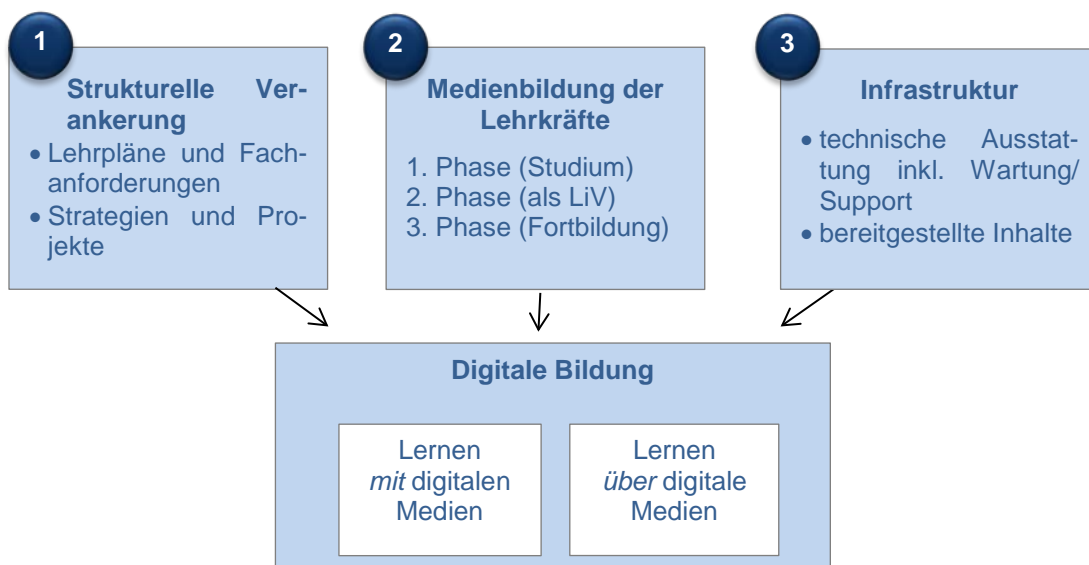 1
Strukturelle Ver-
ankerung
• Lehrpläne und Fach-
anforderungen
• Strategien und Pro-
jekte
2
Medienbildung der
Lehrkräfte
1. Phase (Studium)
2. Phase (als LiV)
3. Phase (Fortbildung)
3
Infrastruktur
• technische Ausstat-
tung inkl. Wartung/
Support
• bereitgestellte Inhalte
Digitale Bildung
Lernen
mit digitalen
Medien
Lernen
über digitale
Medien